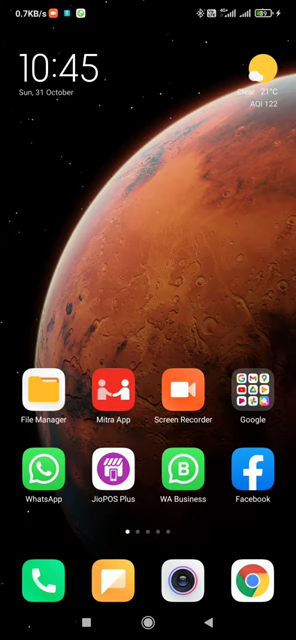 0.7KB/s
10:45
Sun, 31 October
Clear 21°C
AQI 122
File Manager
Mitra App
Screen Recorder
Google
WhatsApp
JioPOS Plus
WA Business
Facebook